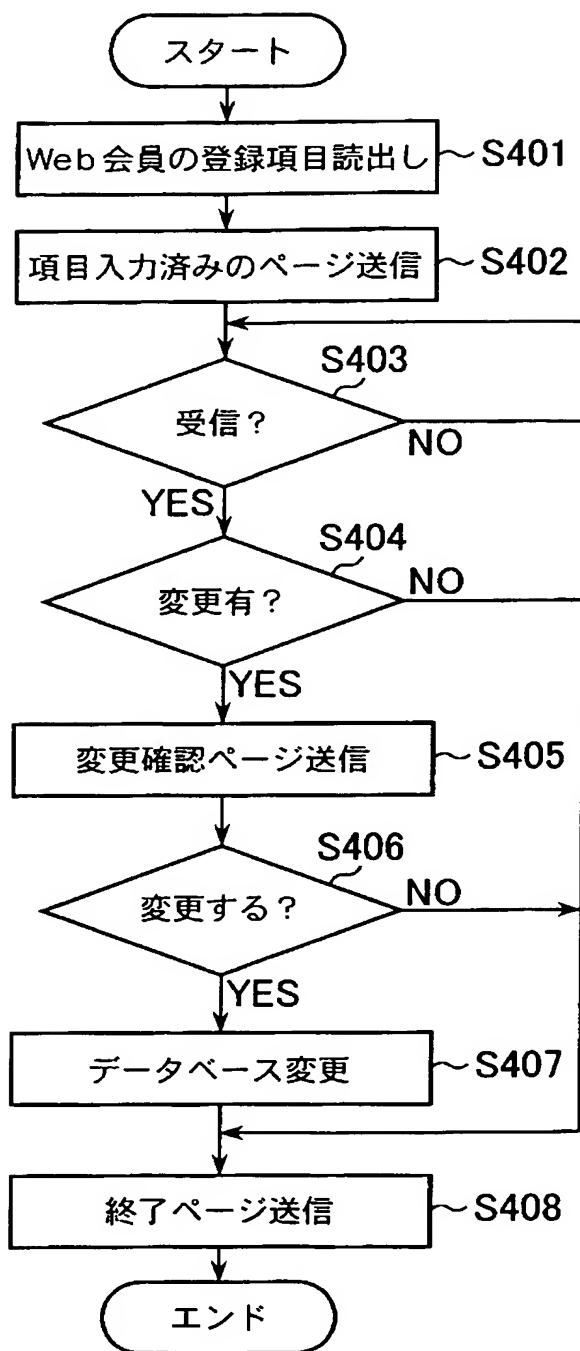 スタート
Web会員の登録項目読出し
S401
項目入力済みのページ送信
S402
S403
受信?
NO
YES
S404
変更有?
NO
YES
変更確認ページ送信
S405
S406
変更する?
NO
YES
データベース変更
S407
終了ページ送信
S408
エンド